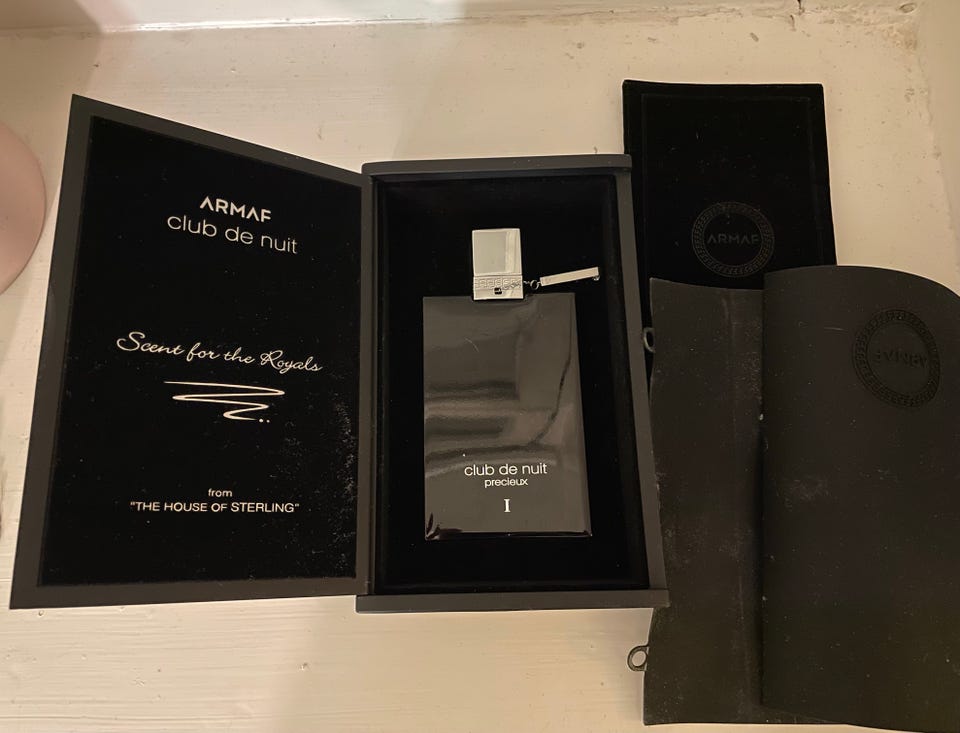 ARMAF
club de nuit
Scent for the Royals
from
"THE HOUSE OF STERLING"
club de nuit
precieux
I
ARMAF
ARMAF